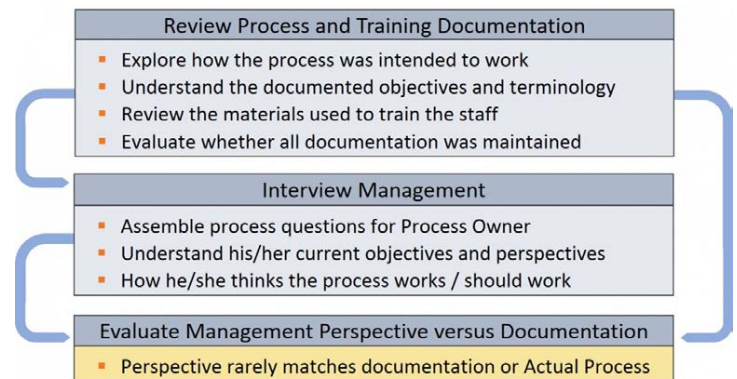 Review Process and Training Documentation
▪ Explore how the process was intended to work
▪ Understand the documented objectives and terminology
▪ Review the materials used to train the staff
▪ Evaluate whether all documentation was maintained
Interview Management
▪ Assemble process questions for Process Owner
▪ Understand his/her current objectives and perspectives
▪ How he/she thinks the process works / should work
Evaluate Management Perspective versus Documentation
▪ Perspective rarely matches documentation or Actual Process